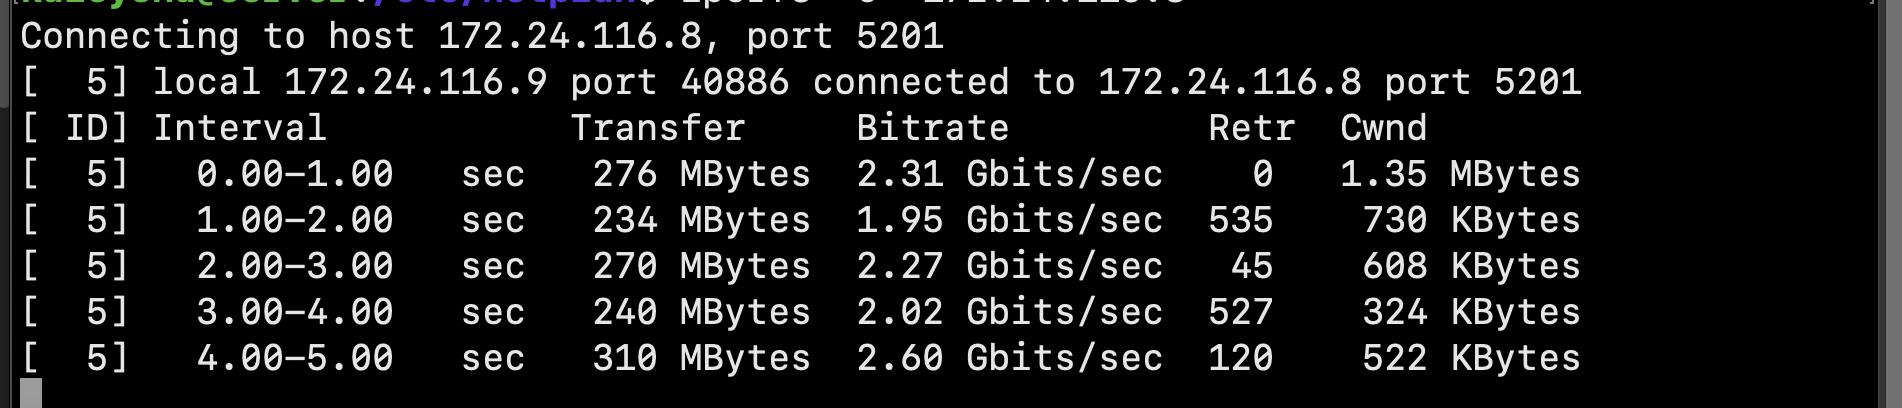 Connecting to host 172.24.116.8, port 5201
[  5] local 172.24.116.9 port 40886 connected to 172.24.116.8 port 5201
[ ID] Interval           Transfer     Bitrate         Retr  Cwnd
[  5]   0.00-1.00   sec   276 MBytes  2.31 Gbits/sec    0   1.35 MBytes
[  5]   1.00-2.00   sec   234 MBytes  1.95 Gbits/sec  535    730 KBytes
[  5]   2.00-3.00   sec   270 MBytes  2.27 Gbits/sec   45    608 KBytes
[  5]   3.00-4.00   sec   240 MBytes  2.02 Gbits/sec  527    324 KBytes
[  5]   4.00-5.00   sec   310 MBytes  2.60 Gbits/sec  120    522 KBytes